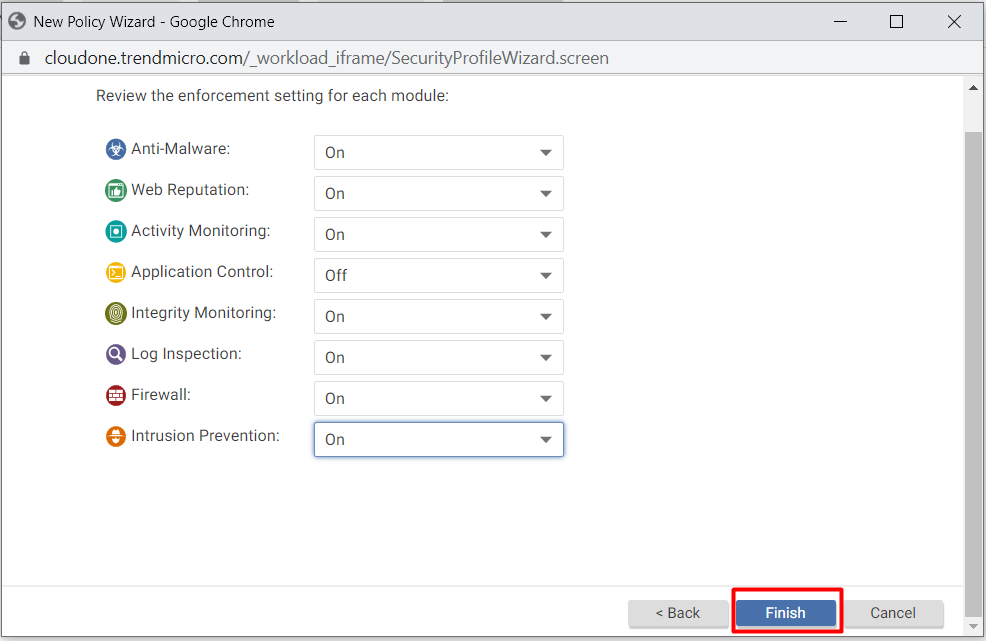 New Policy Wizard - Google Chrome
cloudone.trendmicro.com/_workload_iframe/SecurityProfileWizard.screen
Review the enforcement setting for each module:
Anti-Malware: On
Web Reputation: On
Activity Monitoring: On
Application Control: Off
Integrity Monitoring: On
Log Inspection: On
Firewall: On
Intrusion Prevention: On
< Back Finish Cancel